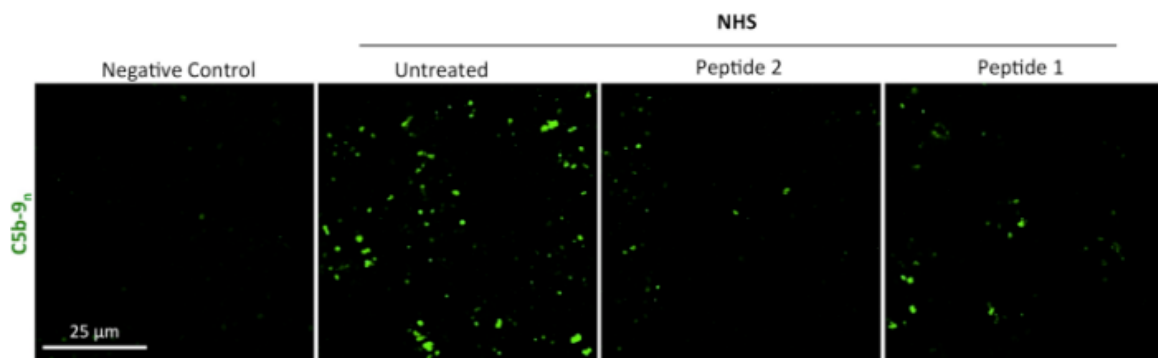 NHS
Negative Control
Untreated
Peptide 2
Peptide 1
C5b-9n
25 µm